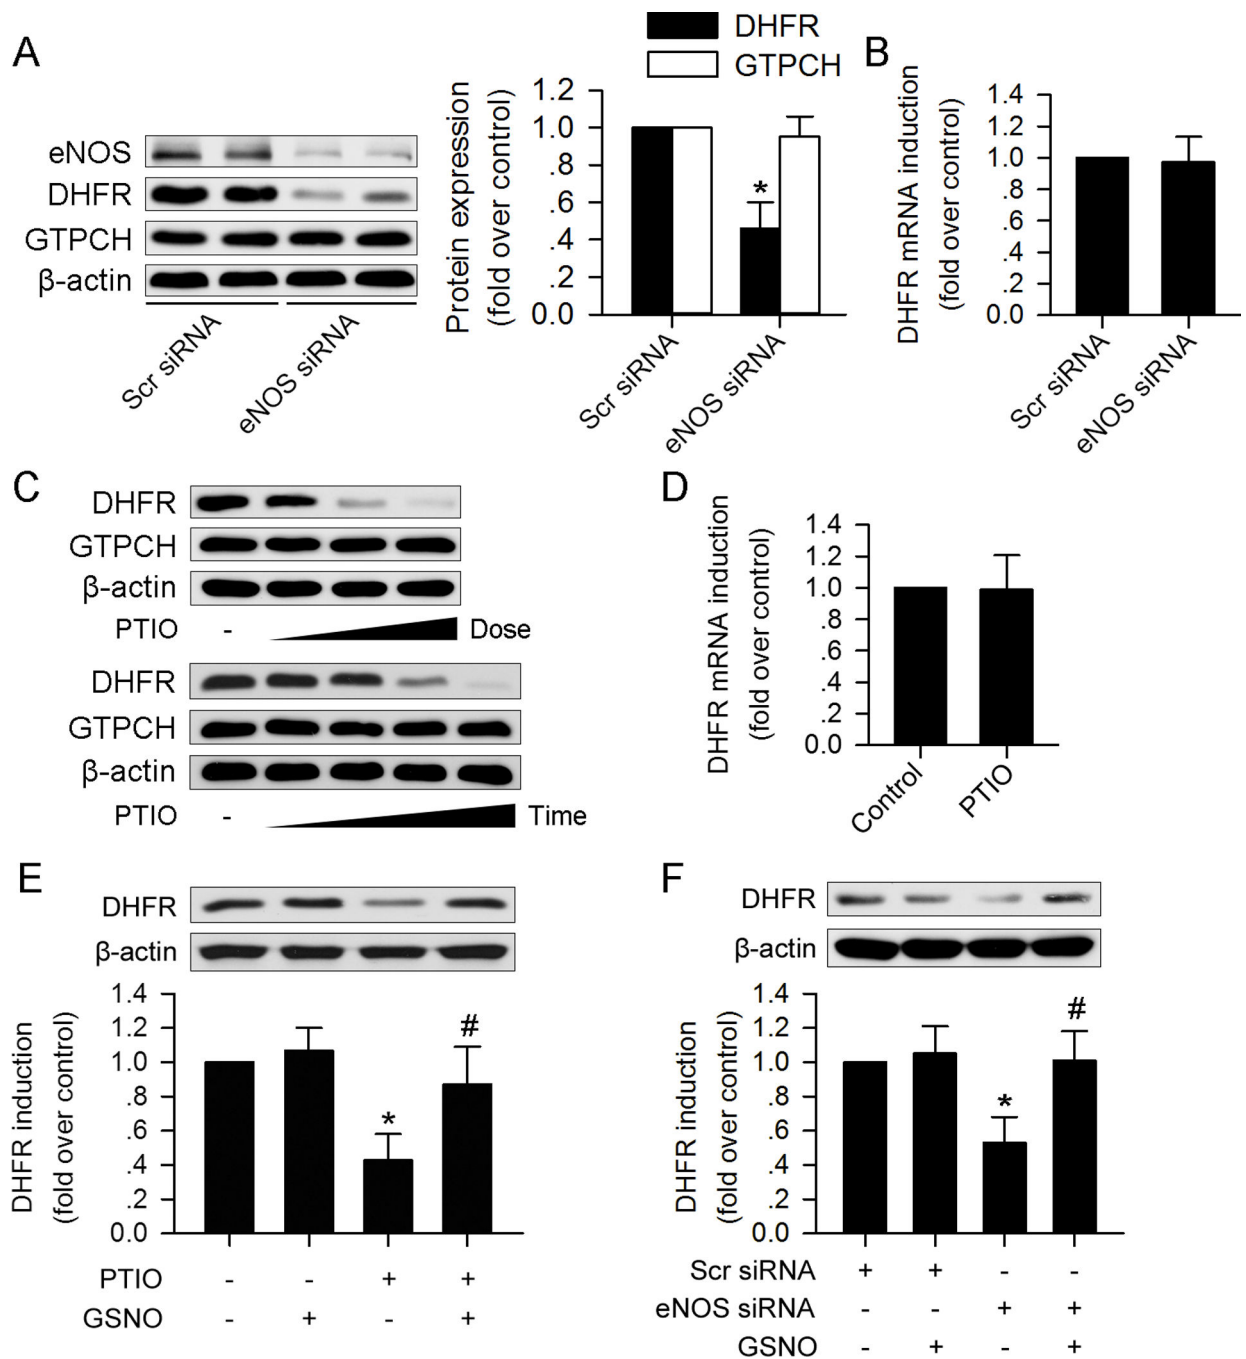 A
eNOS
DHFR
GTPCH
β-actin
Scr siRNA
eNOS siRNA
DHFR
GTPCH
Protein expression
(fold over control)
1.2
1.0
.8
.6
.4
.2
0.0
*
Scr siRNA
eNOS siRNA
B
DHFR mRNA induction
(fold over control)
1.4
1.2
1.0
.8
.6
.4
.2
0.0
Scr siRNA
eNOS siRNA
C
DHFR
GTPCH
β-actin
PTIO - Dose
DHFR
GTPCH
β-actin
PTIO - Time
D
DHFR mRNA induction
(fold over control)
1.4
1.2
1.0
.8
.6
.4
.2
0.0
Control
PTIO
E
DHFR
β-actin
DHFR induction
(fold over control)
1.4
1.2
1.0
.8
.6
.4
.2
0.0
*
#
PTIO - - + +
GSNO - + - +
F
DHFR
β-actin
DHFR induction
(fold over control)
1.4
1.2
1.0
.8
.6
.4
.2
0.0
*
#
Scr siRNA + + - -
eNOS siRNA - - + +
GSNO - + - +